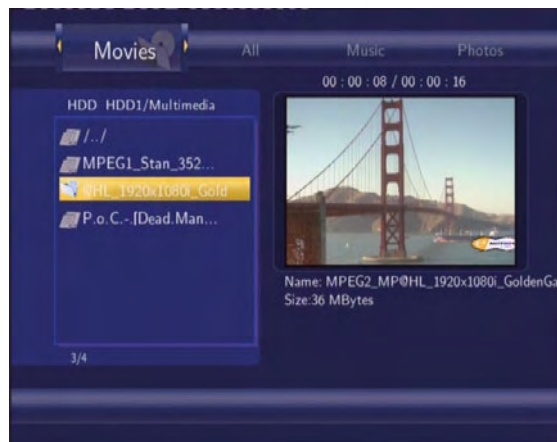 Movies
All
Music
Photos
00 : 00 : 08 / 00 : 00 : 16
HDD HDD1/Multimedia
/../
MPEG1_Stan_352...
@HL_1920x1080i_Gold
P.o.C.-.[Dead.Man...
3/4
Name: MPEG2_MP@HL_1920x1080i_GoldenGa
Size:36 MBytes